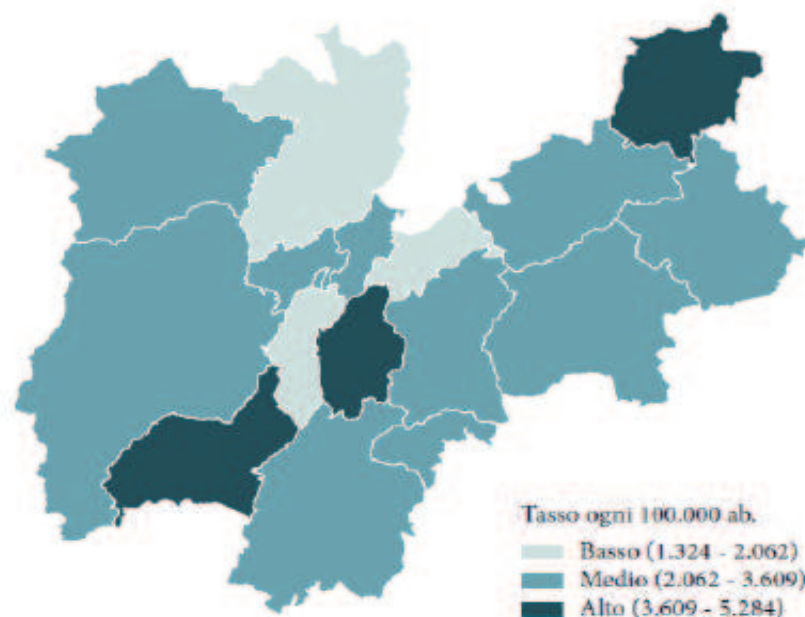 Tasso ogni 100.000 ab.
Basso (1.324 - 2.062)
Medio (2.062 - 3.609)
Alto (3.609 - 5.284)